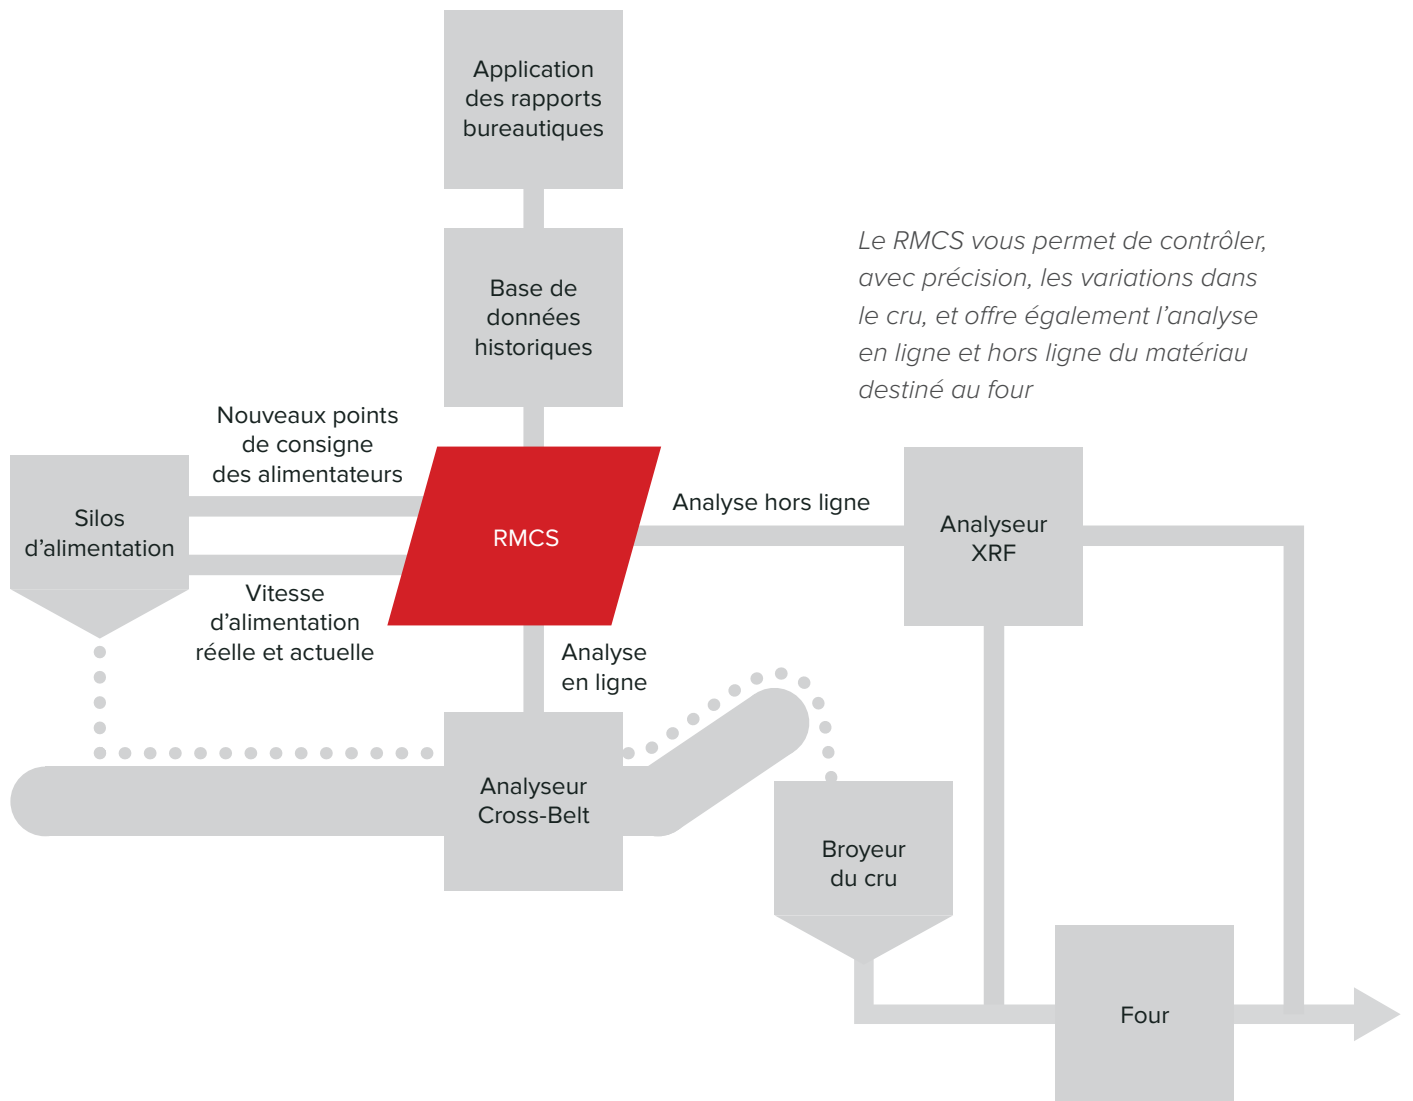 Application
des rapports
bureautiques
Base de
données
historiques
Le RMCS vous permet de contrôler,
avec précision, les variations dans
le cru, et offre également l’analyse
en ligne et hors ligne du matériau
destiné au four
Nouveaux points
de consigne
des alimentateurs
Silos
d’alimentation
RMCS
Analyse hors ligne
Analyseur
XRF
Vitesse
d’alimentation
réelle et actuelle
Analyse
en ligne
Analyseur
Cross-Belt
Broyeur
du cru
Four